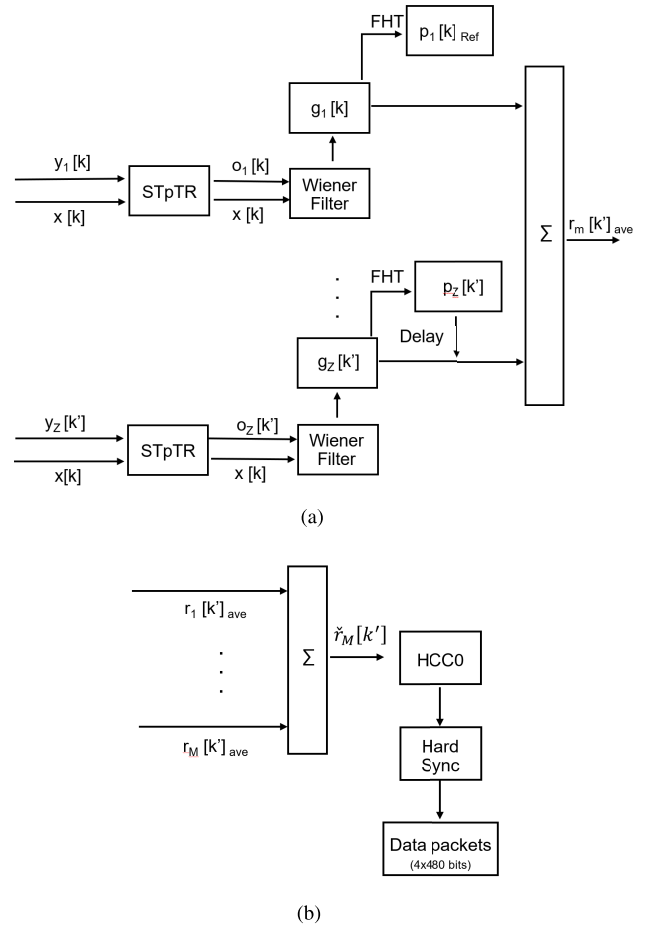 FHT
p1 [k] Ref
g1 [k]
y1 [k]
x [k]
STpTR
o1 [k]
x [k]
Wiener
Filter
Σ
rm [k'] ave
FHT
pZ [k']
Delay
gZ [k']
yZ [k']
x[k]
STpTR
oZ [k']
x [k]
Wiener
Filter
(a)
r1 [k'] ave
Σ
řM[k']
rM [k'] ave
HCC0
Hard
Sync
Data packets
(4x480 bits)
(b)